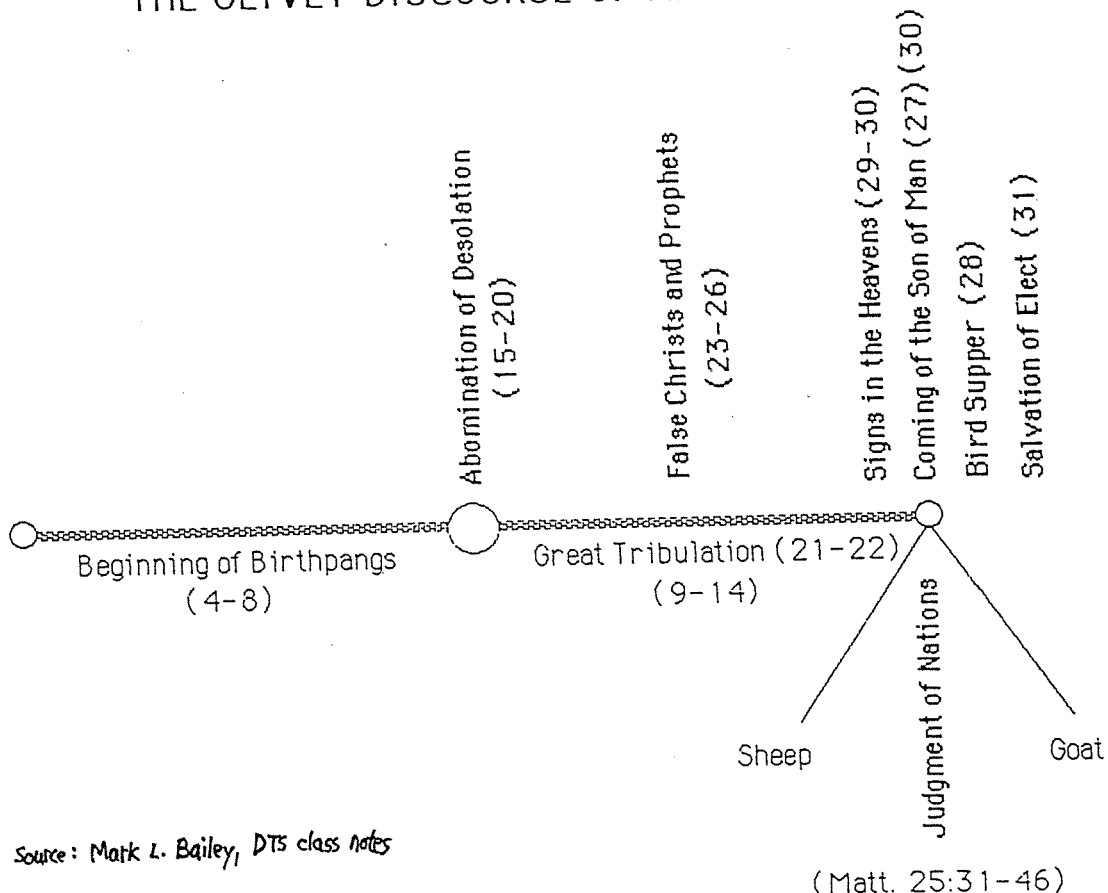 THE OLIVET DISCOURSE
Abomination of Desolation
(15-20)
False Christs and Prophets
(23-26)
Signs in the Heavens (29-30)
Coming of the Son of Man (27) (30)
Bird Supper (28)
Salvation of Elect (31)
Beginning of Birthpangs
(4-8)
Great Tribulation (21-22)
(9-14)
Sheep
Judgment of Nations
Goat
Source: Mark L. Bailey, DTS class notes
(Matt. 25:31-46)